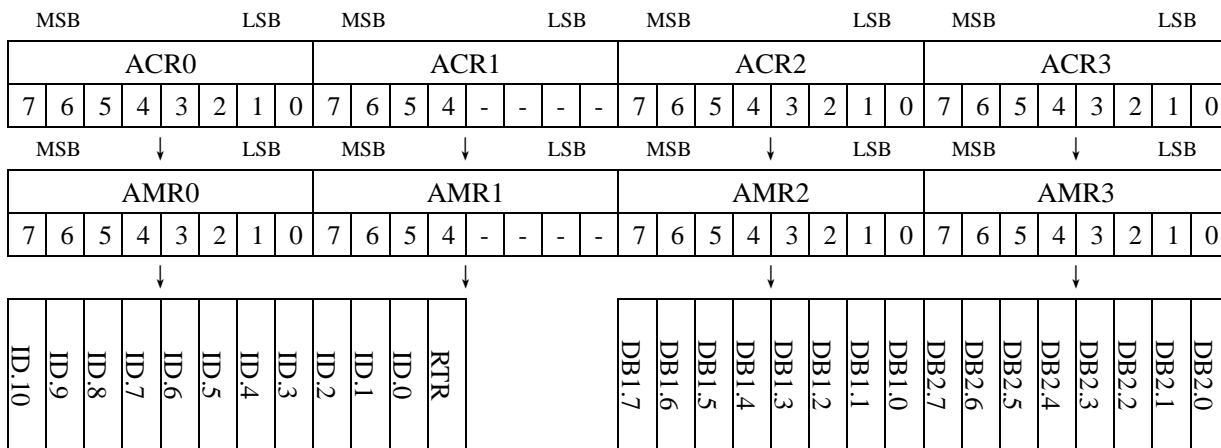 MSB LSB MSB LSB MSB LSB MSB LSB
ACR0 ACR1 ACR2 ACR3
7 6 5 4 3 2 1 0 7 6 5 4 - - - - 7 6 5 4 3 2 1 0 7 6 5 4 3 2 1 0
MSB ↓ LSB MSB ↓ LSB MSB ↓ LSB MSB ↓ LSB
AMR0 AMR1 AMR2 AMR3
7 6 5 4 3 2 1 0 7 6 5 4 - - - - 7 6 5 4 3 2 1 0 7 6 5 4 3 2 1 0
↓ ↓ ↓ ↓
ID.10 ID.9 ID.8 ID.7 ID.6 ID.5 ID.4 ID.3 ID.2 ID.1 ID.0 RTR DB1.7 DB1.6 DB1.5 DB1.4 DB1.3 DB1.2 DB1.1 DB1.0 DB2.7 DB2.6 DB2.5 DB2.4 DB2.3 DB2.2 DB2.1 DB2.0